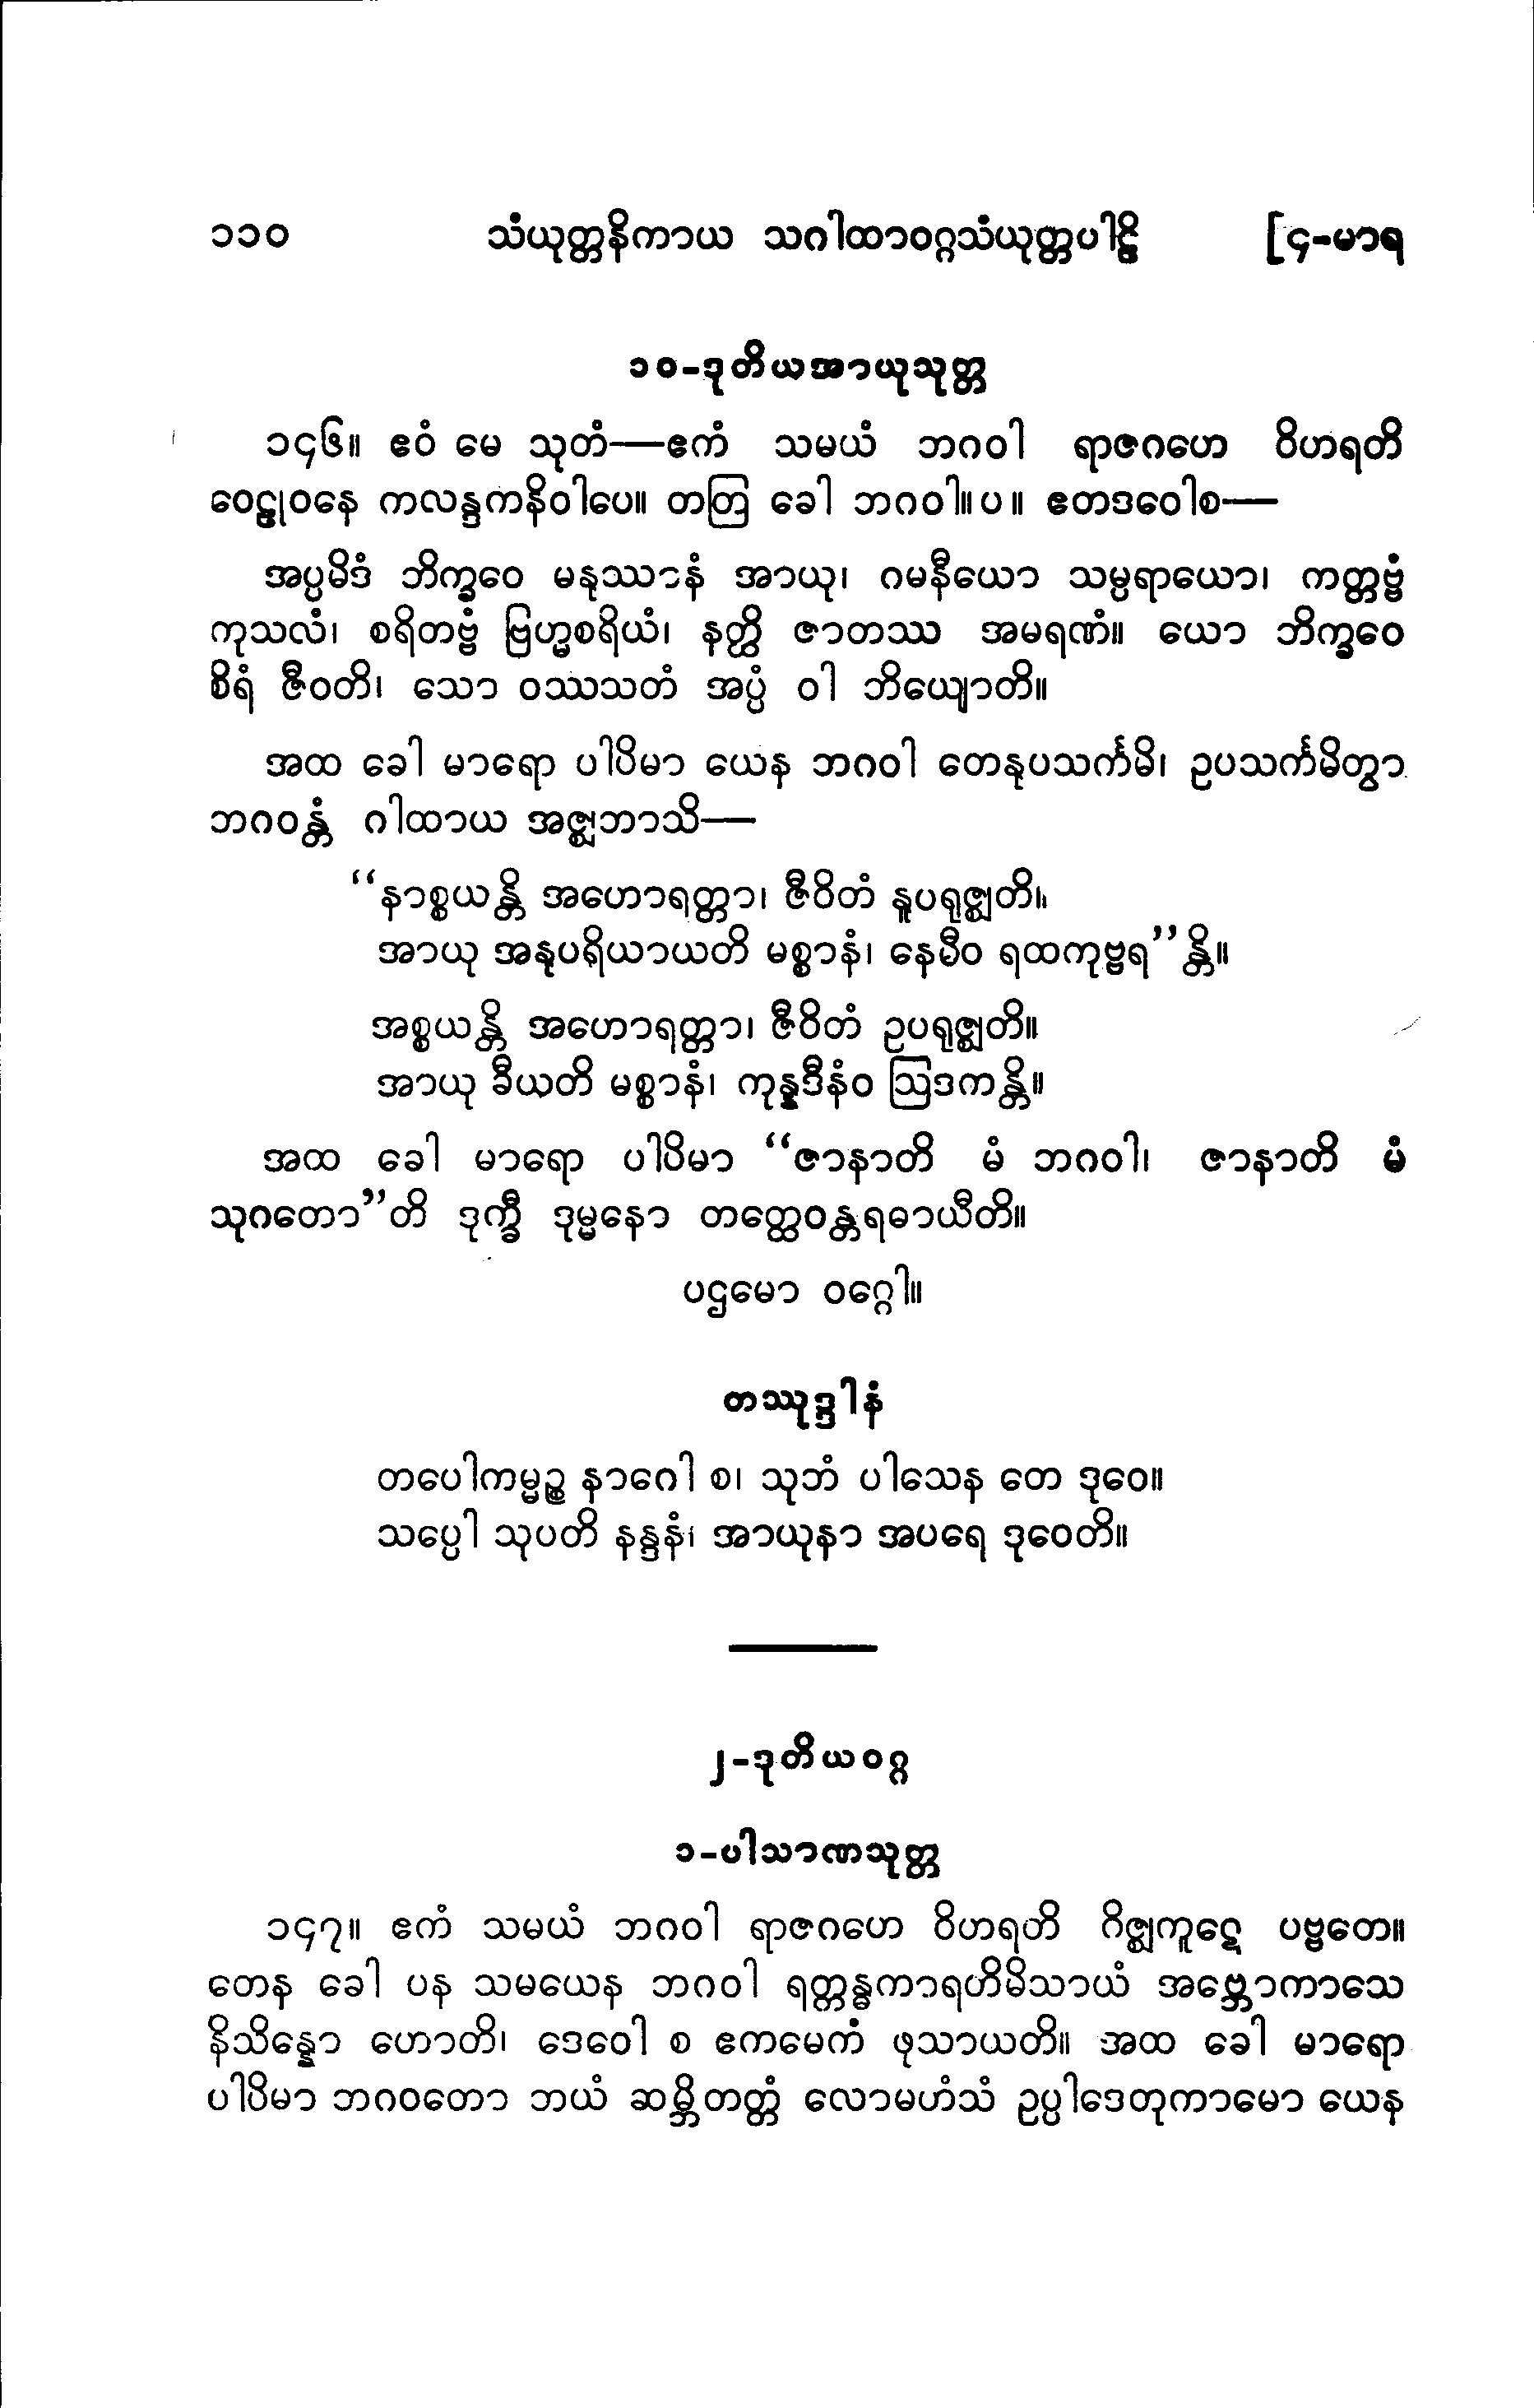 ၁၁၀ သံယုတ္တနိကာယ သဂါထာဝဂ္ဂသံယုတ္တပါဠိ [၄-မာရ
၁၀-ဒုတိယအာယုသုတ္တ
၁၄၆။ ဧဝံ မေ သုတံ—ဧကံ သမယံ ဘဂဝါ ရာဇဂဟေ ဝိဟရတိ
ဝေဠုဝနေ ကလန္ဒကနိဝါပေ။ တတြ ခေါ ဘဂဝါ။ပ။ ဧတဒဝေါစ—
အပ္ပမိဒံ ဘိက္ခဝေ မနုဿာနံ အာယု၊ ဂမနီယော သမ္ပရာယော၊ ကတ္တဗ္ဗံ
ကုသလံ၊ စရိတဗ္ဗံ ဗြဟ္မစရိယံ၊ နတ္ထိ ဇာတဿ အမရဏံ။ ယော ဘိက္ခဝေ
စိရံ ဇီဝတိ၊ သော ဝဿသတံ အပ္ပံ ဝါ ဘိယျောတိ။
အထ ခေါ မာရော ပါပိမာ ယေန ဘဂဝါ တေနုပသင်္ကမိ၊ ဥပသင်္ကမိတွာ
ဘဂဝန္တံ ဂါထာယ အဇ္ဈဘာသိ—
“နာစ္စယန္တိ အဟောရတ္တာ၊ ဇီဝိတံ နူပရုဇ္ဈတိ။
အာယု အနုပရိယာယတိ မစ္စာနံ၊ နေမီဝ ရထကုဗ္ဗရ”န္တိ။
အစ္စယန္တိ အဟောရတ္တာ၊ ဇီဝိတံ ဥပရုဇ္ဈတိ။
အာယု ခီယတိ မစ္စာနံ၊ ကုန္နဒီနံဝ ဩဒကန္တိ။
အထ ခေါ မာရော ပါပိမာ “ဇာနာတိ မံ ဘဂဝါ၊ ဇာနာတိ မံ
သုဂတော”တိ ဒုက္ခီ ဒုမ္မနော တတ္ထေဝန္တရဓာယီတိ။
ပဌမော ဝဂ္ဂေါ။
တဿုဒ္ဒါနံ
တပေါကမ္မဉ္စ နာဂေါ စ၊ သုဘံ ပါသေန တေ ဒုဝေ။
သပ္ပေါ သုပတိ နန္ဒနံ၊ အာယုနာ အပရေ ဒုဝေတိ။
၂-ဒုတိယဝဂ္ဂ
၁-ပါသာဏသုတ္တ
၁၄၇။ ဧကံ သမယံ ဘဂဝါ ရာဇဂဟေ ဝိဟရတိ ဂိဇ္ဈကူဋေ ပဗ္ဗတေ။
တေန ခေါ ပန သမယေန ဘဂဝါ ရတ္တန္ဓကာရတိမိသာယံ အဗ္ဘောကာသေ
နိသိန္နော ဟောတိ၊ ဒေဝေါ စ ဧကမေကံ ဖုသာယတိ။ အထ ခေါ မာရော
ပါပိမာ ဘဂဝတော ဘယံ ဆမ္ဘိတတ္တံ လောမဟံသံ ဥပ္ပါဒေတုကာမော ယေန